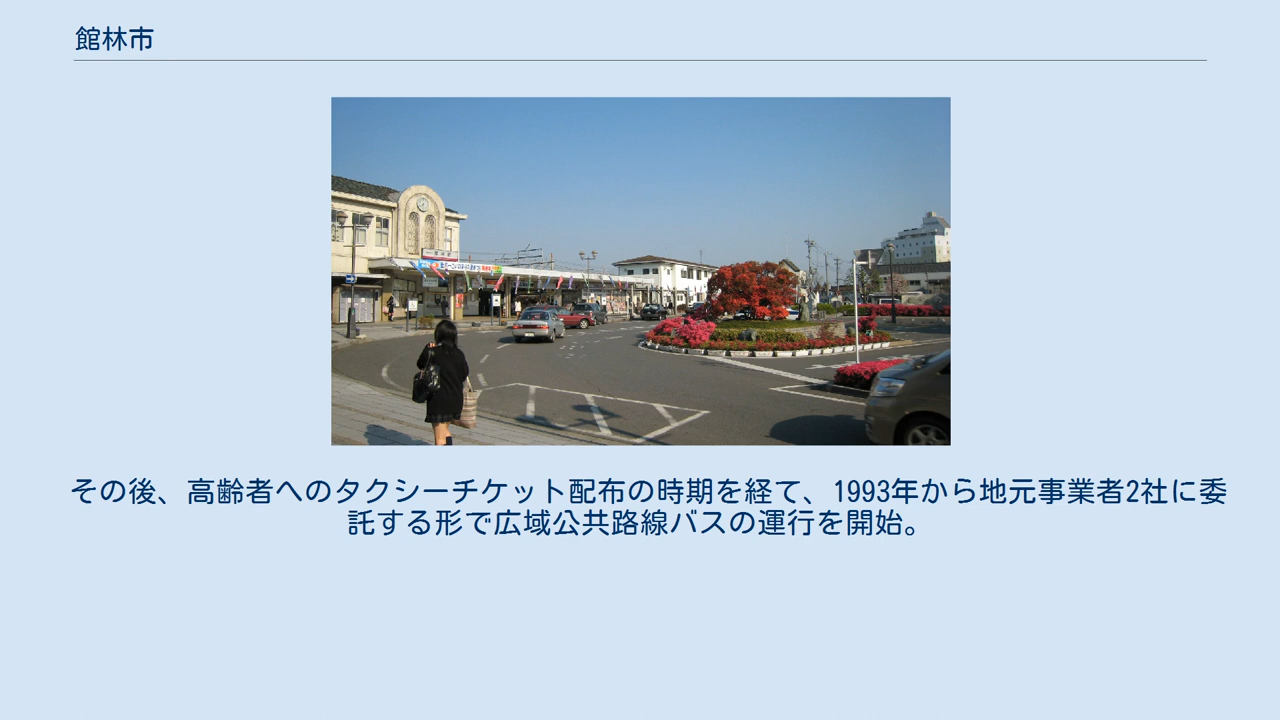 館林市
その後、高齢者へのタクシーチケット配布の時期を経て、1993年から地元事業者2社に委
託する形で広域公共路線バスの運行を開始。